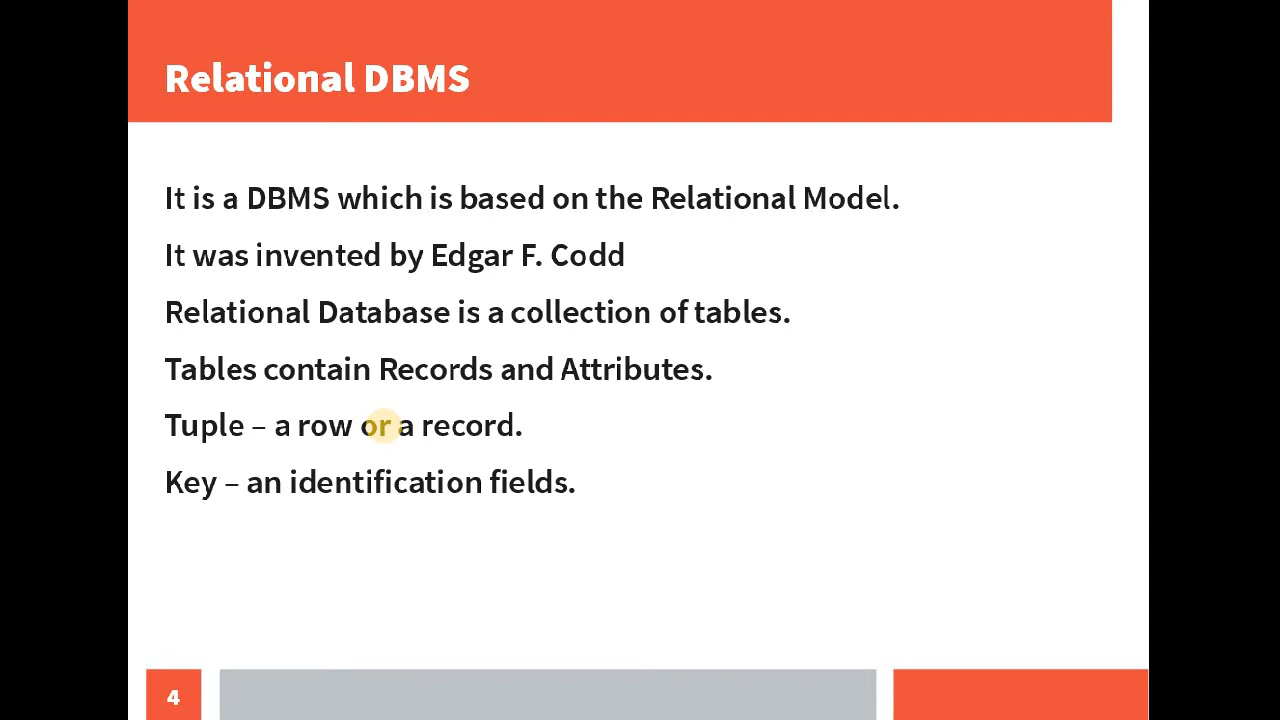 Relational DBMS
It is a DBMS which is based on the Relational Model.
It was invented by Edgar F. Codd
Relational Database is a collection of tables.
Tables contain Records and Attributes.
Tuple – a row or a record.
Key – an identification fields.
4